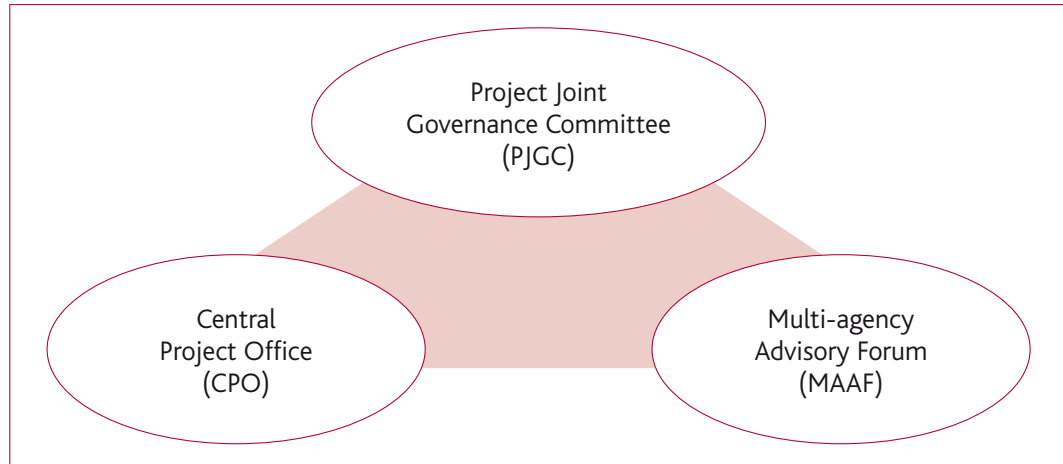 Project Joint
Governance Committee
(PJGC)
Central
Project Office
(CPO)
Multi-agency
Advisory Forum
(MAAF)